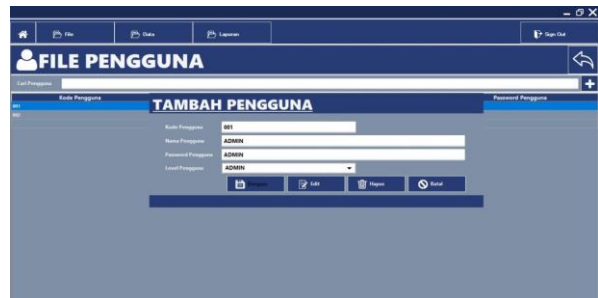 File Data Laporan Sign Out
FILE PENGGUNA
Cari Pengguna
Kode Pengguna Password Pengguna
001
002
TAMBAH PENGGUNA
Kode Pengguna 001
Nama Pengguna ADMIN
Password Pengguna ADMIN
Level Pengguna ADMIN
Simpan Edit Hapus Batal